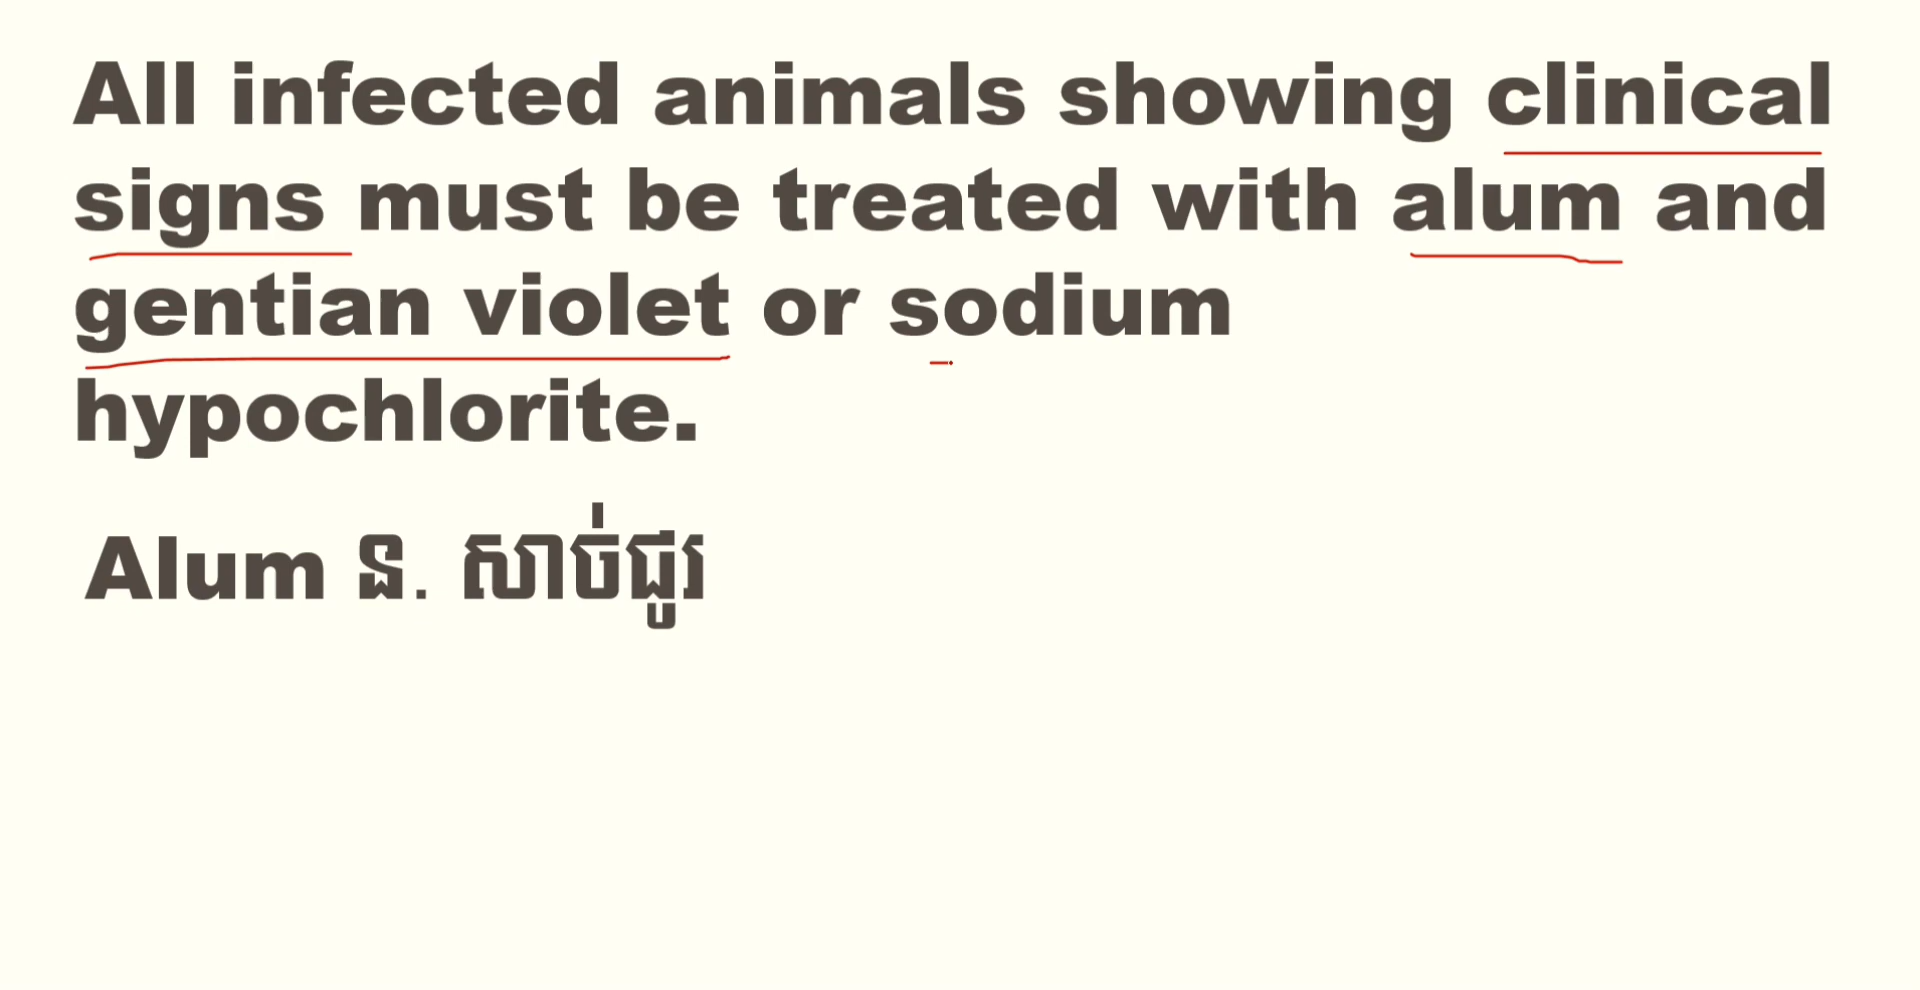 All infected animals showing clinical
signs must be treated with alum and
gentian violet or sodium
hypochlorite.
Alum ន. សាច់ជូរ